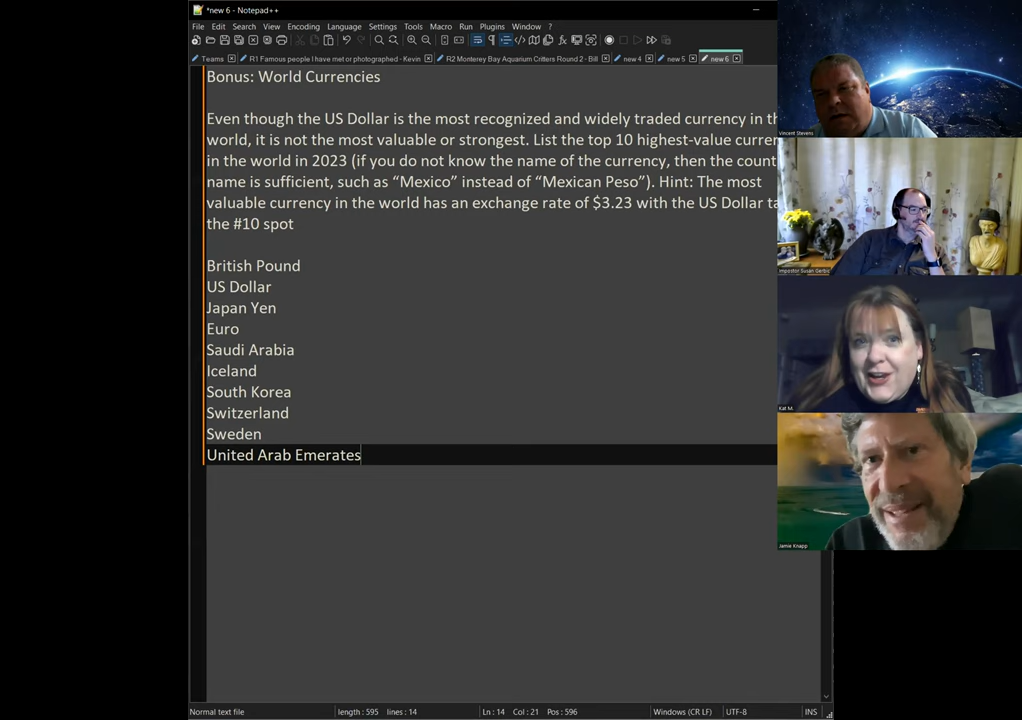 *new 6 - Notepad++
File Edit Search View Encoding Language Settings Tools Macro Run Plugins Window ?
Teams R1 Famous people I have met or photographed - Kevin R2 Monterey Bay Aquarium Critters Round 2 - Bill new 4 new 5 new 6
Bonus: World Currencies
Even though the US Dollar is the most recognized and widely traded currency in th
world, it is not the most valuable or strongest. List the top 10 highest-value curren
in the world in 2023 (if you do not know the name of the currency, then the count
name is sufficient, such as “Mexico” instead of “Mexican Peso”). Hint: The most
valuable currency in the world has an exchange rate of $3.23 with the US Dollar ta
the #10 spot
British Pound
US Dollar
Japan Yen
Euro
Saudi Arabia
Iceland
South Korea
Switzerland
Sweden
United Arab Emerates
Vincent Stevens
Impostor Susan Gerbic
Kat M.
Jamie Knapp
Normal text file length : 595 lines : 14 Ln : 14 Col : 21 Pos : 596 Windows (CR LF) UTF-8 INS